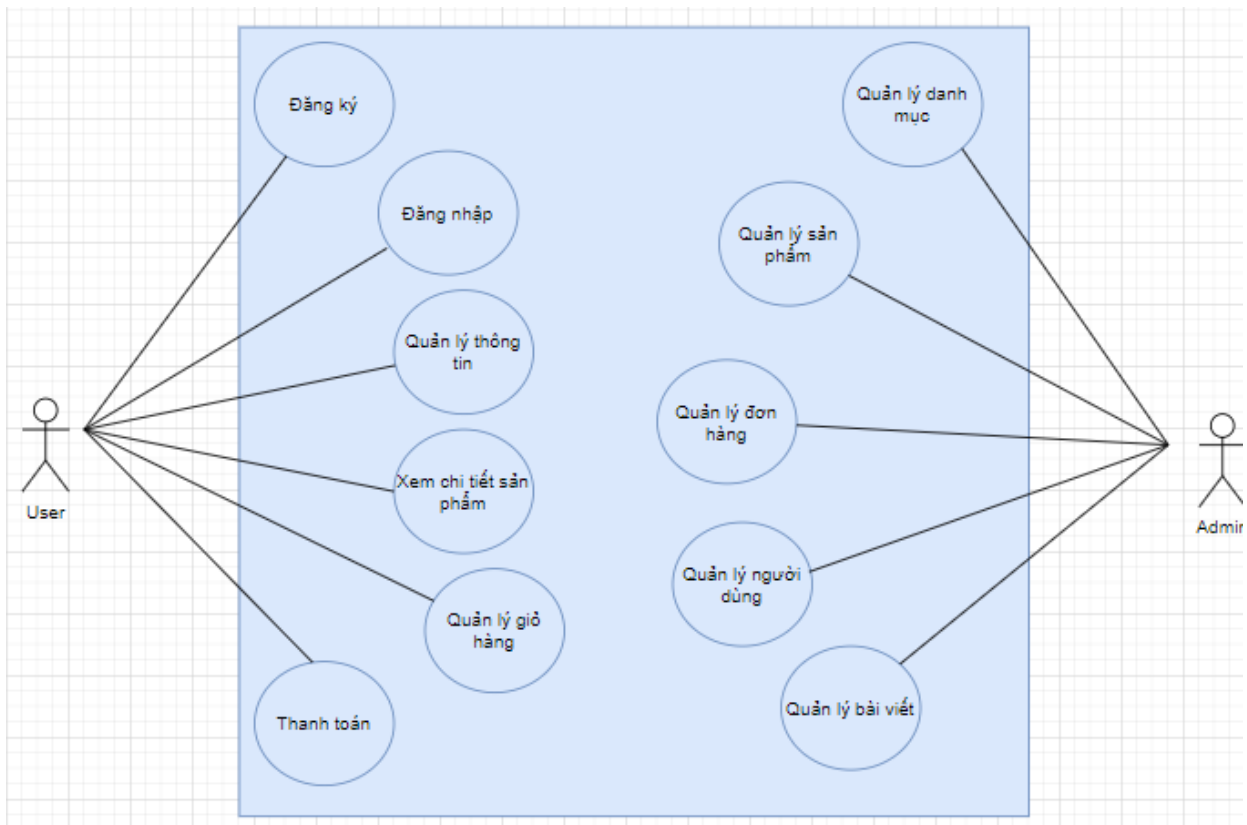 Đăng ký
Đăng nhập
Quản lý thông
tin
Xem chi tiết sản
phẩm
Quản lý giỏ
hàng
Thanh toán
User
Quản lý danh
mục
Quản lý sản
phẩm
Quản lý đơn
hàng
Quản lý người
dùng
Quản lý bài viết
Admin